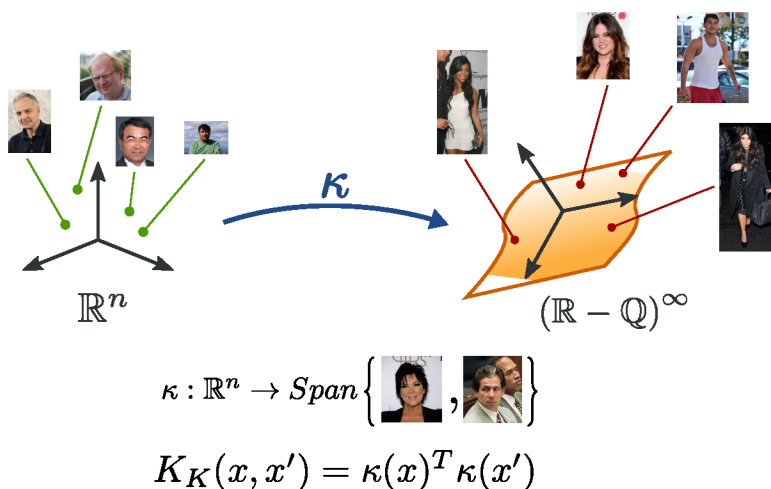 κ
ℝⁿ
(ℝ − ℚ)^∞
κ : ℝⁿ → Span{ , }
K_K(x, x′) = κ(x)ᵀκ(x′)